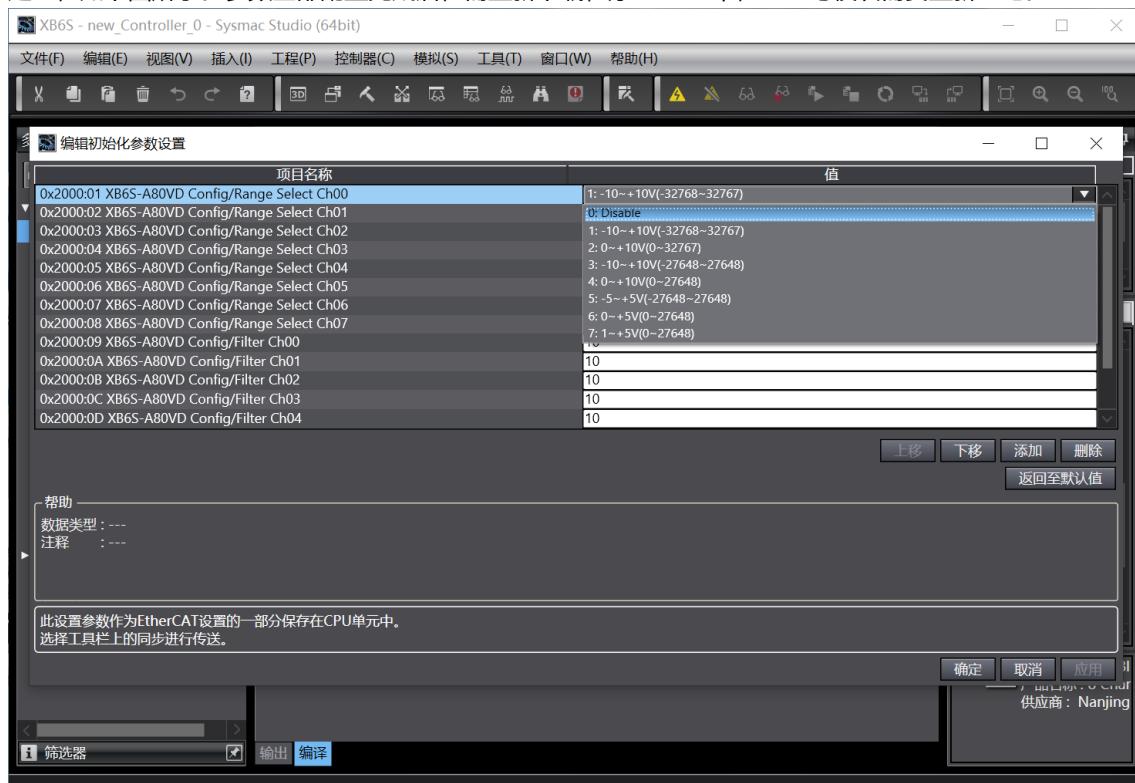 XB6S - new_Controller_0 - Sysmac Studio (64bit)
文件(F) 编辑(E) 视图(V) 插入(I) 工程(P) 控制器(C) 模拟(S) 工具(T) 窗口(W) 帮助(H)
3D
编辑初始化参数设置
项目名称 值
0x2000:01 XB6S-A80VD Config/Range Select Ch00 1: -10~+10V(-32768~32767)
0x2000:02 XB6S-A80VD Config/Range Select Ch01 0: Disable
0x2000:03 XB6S-A80VD Config/Range Select Ch02 1: -10~+10V(-32768~32767)
0x2000:04 XB6S-A80VD Config/Range Select Ch03 2: 0~+10V(0~32767)
0x2000:05 XB6S-A80VD Config/Range Select Ch04 3: -10~+10V(-27648~27648)
0x2000:06 XB6S-A80VD Config/Range Select Ch05 4: 0~+10V(0~27648)
0x2000:07 XB6S-A80VD Config/Range Select Ch06 5: -5~+5V(-27648~27648)
0x2000:08 XB6S-A80VD Config/Range Select Ch07 6: 0~+5V(0~27648)
0x2000:09 XB6S-A80VD Config/Filter Ch00 7: 1~+5V(0~27648)
0x2000:0A XB6S-A80VD Config/Filter Ch01 10
0x2000:0B XB6S-A80VD Config/Filter Ch02 10
0x2000:0C XB6S-A80VD Config/Filter Ch03 10
0x2000:0D XB6S-A80VD Config/Filter Ch04 10
上移 下移 添加 删除
返回至默认值
帮助
数据类型 : ---
注释 : ---
此设置参数作为EtherCAT设置的一部分保存在CPU单元中。
选择工具栏上的同步进行传送。
确定 取消 应用
供应商 : Nanjing
筛选器 输出 编译